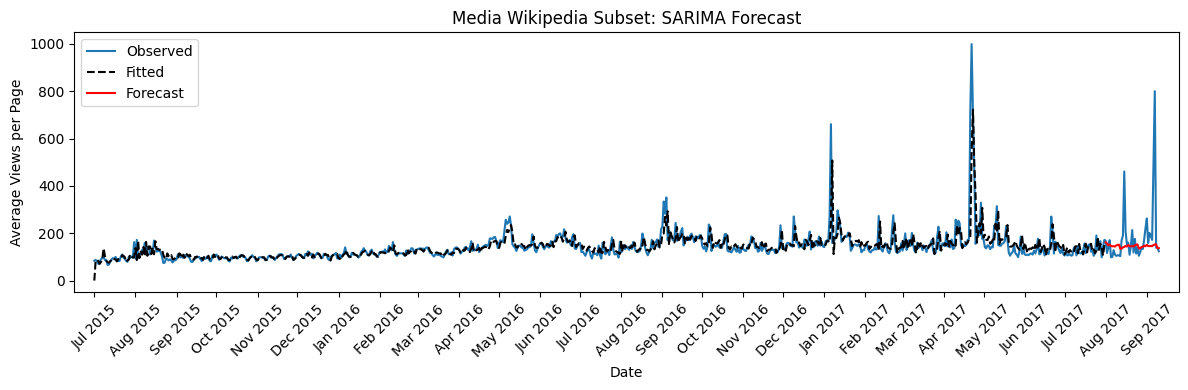 Media Wikipedia Subset: SARIMA Forecast
Observed
Fitted
Forecast
Average Views per Page
1000
800
600
400
200
0
Jul 2015
Aug 2015
Sep 2015
Oct 2015
Nov 2015
Dec 2015
Jan 2016
Feb 2016
Mar 2016
Apr 2016
May 2016
Jun 2016
Jul 2016
Aug 2016
Sep 2016
Oct 2016
Nov 2016
Dec 2016
Jan 2017
Feb 2017
Mar 2017
Apr 2017
May 2017
Jun 2017
Jul 2017
Aug 2017
Sep 2017
Date